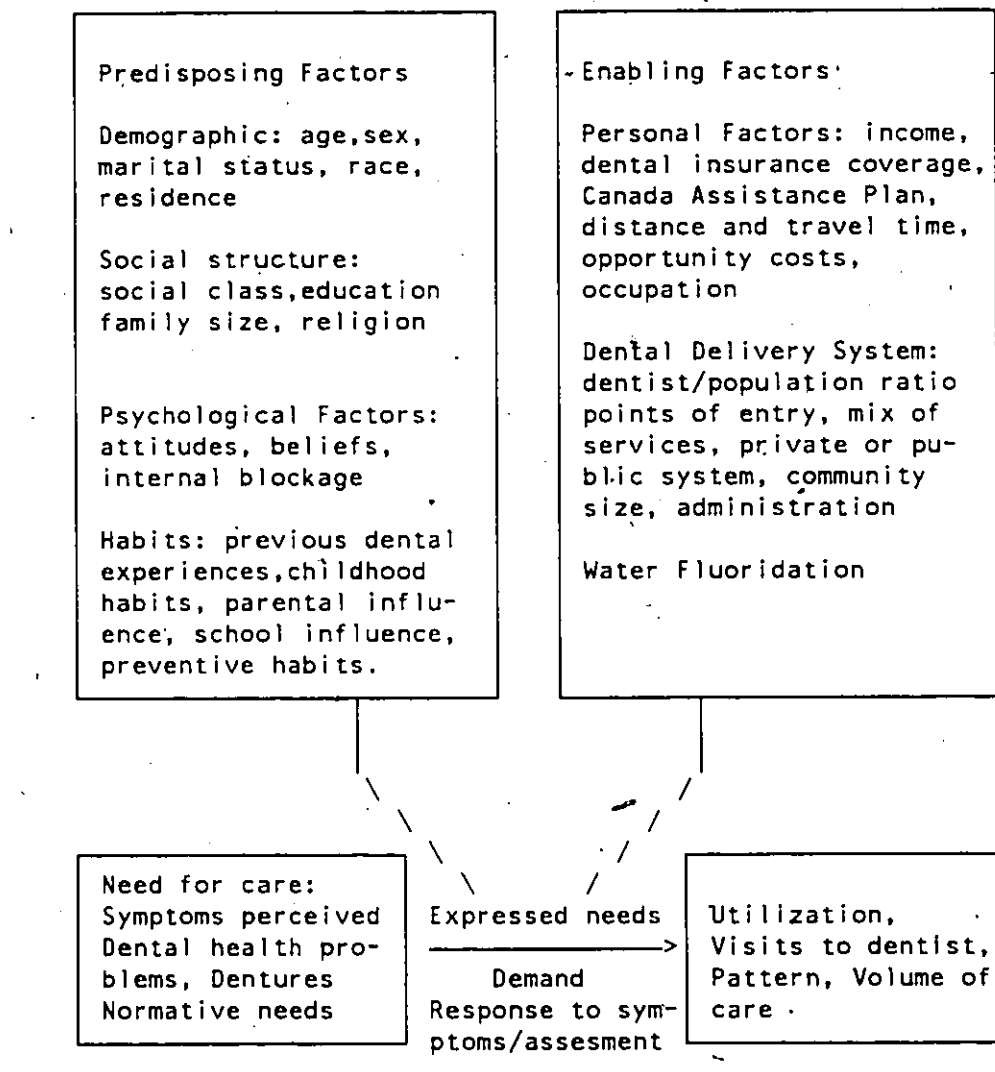 Predisposing Factors
Demographic: age,sex,
marital status, race,
residence
Social structure:
social class,education
family size, religion
Psychological Factors:
attitudes, beliefs,
internal blockage
Habits: previous dental
experiences,childhood
habits, parental influ-
ence, school influence,
preventive habits.
Enabling Factors
Personal Factors: income,
dental insurance coverage,
Canada Assistance Plan,
distance and travel time,
opportunity costs,
occupation
Dental Delivery System:
dentist/population ratio
points of entry, mix of
services, private or pu-
blic system, community
size, administration
Water Fluoridation
Need for care:
Symptoms perceived
Dental health pro-
blems, Dentures
Normative needs
Expressed needs
Demand
Response to sym-
ptoms/assesment
Utilization,
Visits to dentist,
Pattern, Volume of
care